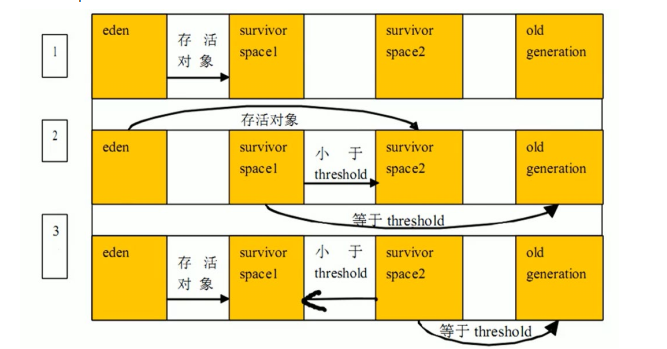 1
eden
存 活
对 象
survivor
space1
survivor
space2
old
generation
存活对象
2
eden
survivor
space1
小 于
threshold
survivor
space2
old
generation
等于 threshold
3
eden
存 活
对 象
survivor
space1
小 于
threshold
survivor
space2
old
generation
等于 threshold